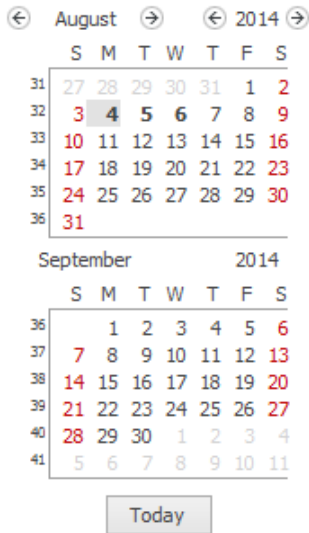 August 2014
S M T W T F S
31 27 28 29 30 31 1 2
32 3 4 5 6 7 8 9
33 10 11 12 13 14 15 16
34 17 18 19 20 21 22 23
35 24 25 26 27 28 29 30
36 31
September 2014
S M T W T F S
36 1 2 3 4 5 6
37 7 8 9 10 11 12 13
38 14 15 16 17 18 19 20
39 21 22 23 24 25 26 27
40 28 29 30 1 2 3 4
41 5 6 7 8 9 10 11
Today